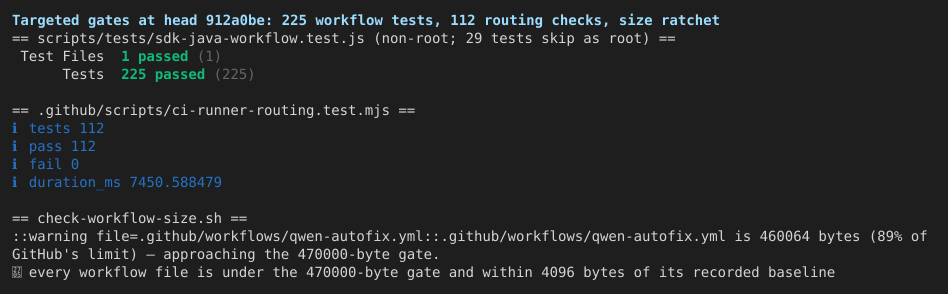 Targeted gates at head 912a0be: 225 workflow tests, 112 routing checks, size ratchet
== scripts/tests/sdk-java-workflow.test.js (non-root; 29 tests skip as root) ==
Test Files  1 passed (1)
Tests  225 passed (225)
== .github/scripts/ci-runner-routing.test.mjs ==
ℹ tests 112
ℹ pass 112
ℹ fail 0
ℹ duration_ms 7450.588479
== check-workflow-size.sh ==
::warning file=.github/workflows/qwen-autofix.yml::.github/workflows/qwen-autofix.yml is 460064 bytes (89% of
GitHub's limit) — approaching the 470000-byte gate.
every workflow file is under the 470000-byte gate and within 4096 bytes of its recorded baseline